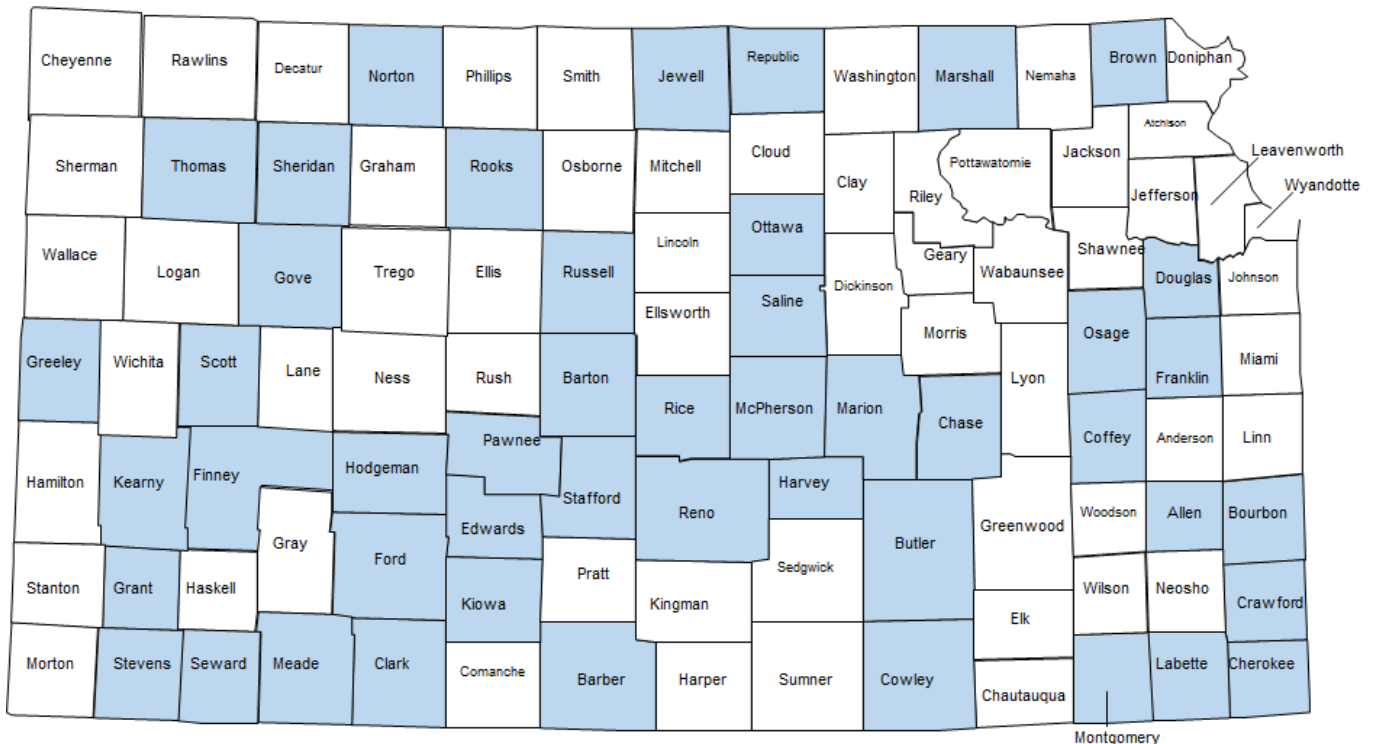 Cheyenne
Rawlins
Decatur
Norton
Phillips
Smith
Jewell
Republic
Washington
Marshall
Nemaha
Brown
Doniphan
Sherman
Thomas
Sheridan
Graham
Rooks
Osborne
Mitchell
Cloud
Clay
Riley
Pottawatomie
Jackson
Atchison
Jefferson
Leavenworth
Wyandotte
Wallace
Logan
Gove
Trego
Ellis
Russell
Lincoln
Ottawa
Saline
Dickinson
Geary
Wabaunsee
Shawnee
Douglas
Johnson
Greeley
Wichita
Scott
Lane
Ness
Rush
Barton
Ellsworth
Rice
McPherson
Marion
Morris
Chase
Lyon
Osage
Franklin
Miami
Hamilton
Kearny
Finney
Hodgeman
Pawnee
Stafford
Edwards
Reno
Harvey
Butler
Greenwood
Coffey
Anderson
Linn
Woodson
Allen
Bourbon
Stanton
Grant
Haskell
Gray
Ford
Kiowa
Pratt
Kingman
Sedgwick
Elk
Wilson
Neosho
Crawford
Morton
Stevens
Seward
Meade
Clark
Comanche
Barber
Harper
Sumner
Cowley
Chautauqua
Labette
Cherokee
Montgomery